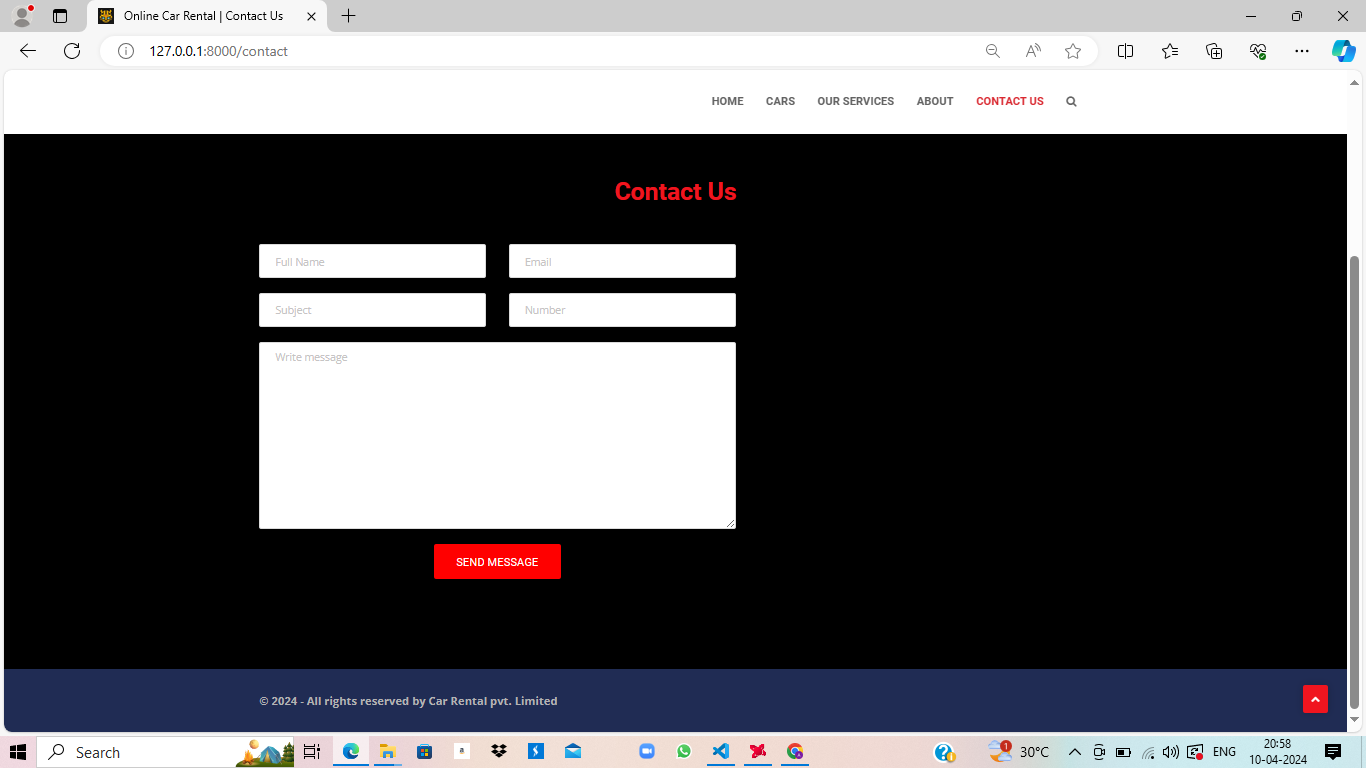 Online Car Rental | Contact Us
127.0.0.1:8000/contact
HOME CARS OUR SERVICES ABOUT CONTACT US
Contact Us
Full Name Email
Subject Number
Write message
SEND MESSAGE
© 2024 - All rights reserved by Car Rental pvt. Limited
Search
a
1
30°C
ENG
20:58
10-04-2024